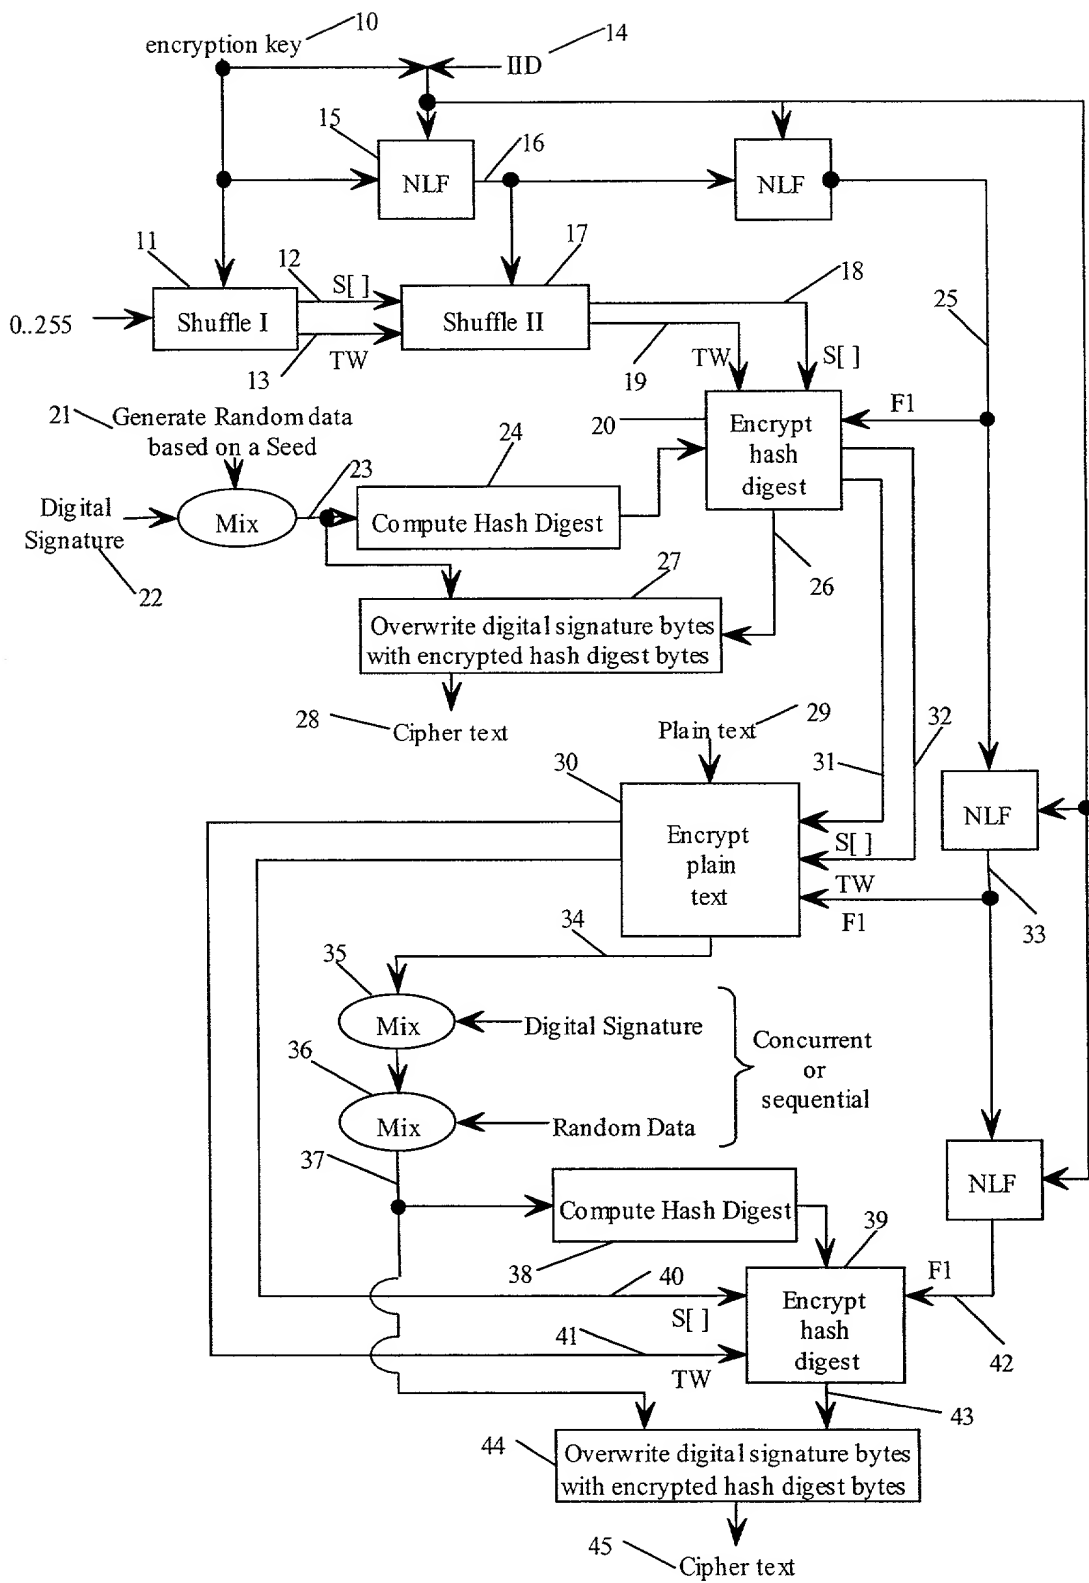 10
encryption key
14
IID
15
16
NLF
NLF
11
12
17
18
S[ ]
25
0..255
Shuffle I
Shuffle II
13
TW
19
TW
S[ ]
F1
21
Generate Random data
based on a Seed
24
20
Encrypt
hash
digest
23
Digital
Signature
Mix
Compute Hash Digest
22
27
26
Overwrite digital signature bytes
with encrypted hash digest bytes
28
Cipher text
Plain text
29
32
30
31
NLF
Encrypt
plain
text
S[ ]
TW
F1
34
33
35
Mix
Digital Signature
36
Concurrent
or
sequential
Mix
Random Data
37
NLF
Compute Hash Digest
39
38
40
F1
Encrypt
hash
digest
S[ ]
41
42
TW
43
44
Overwrite digital signature bytes
with encrypted hash digest bytes
45
Cipher text